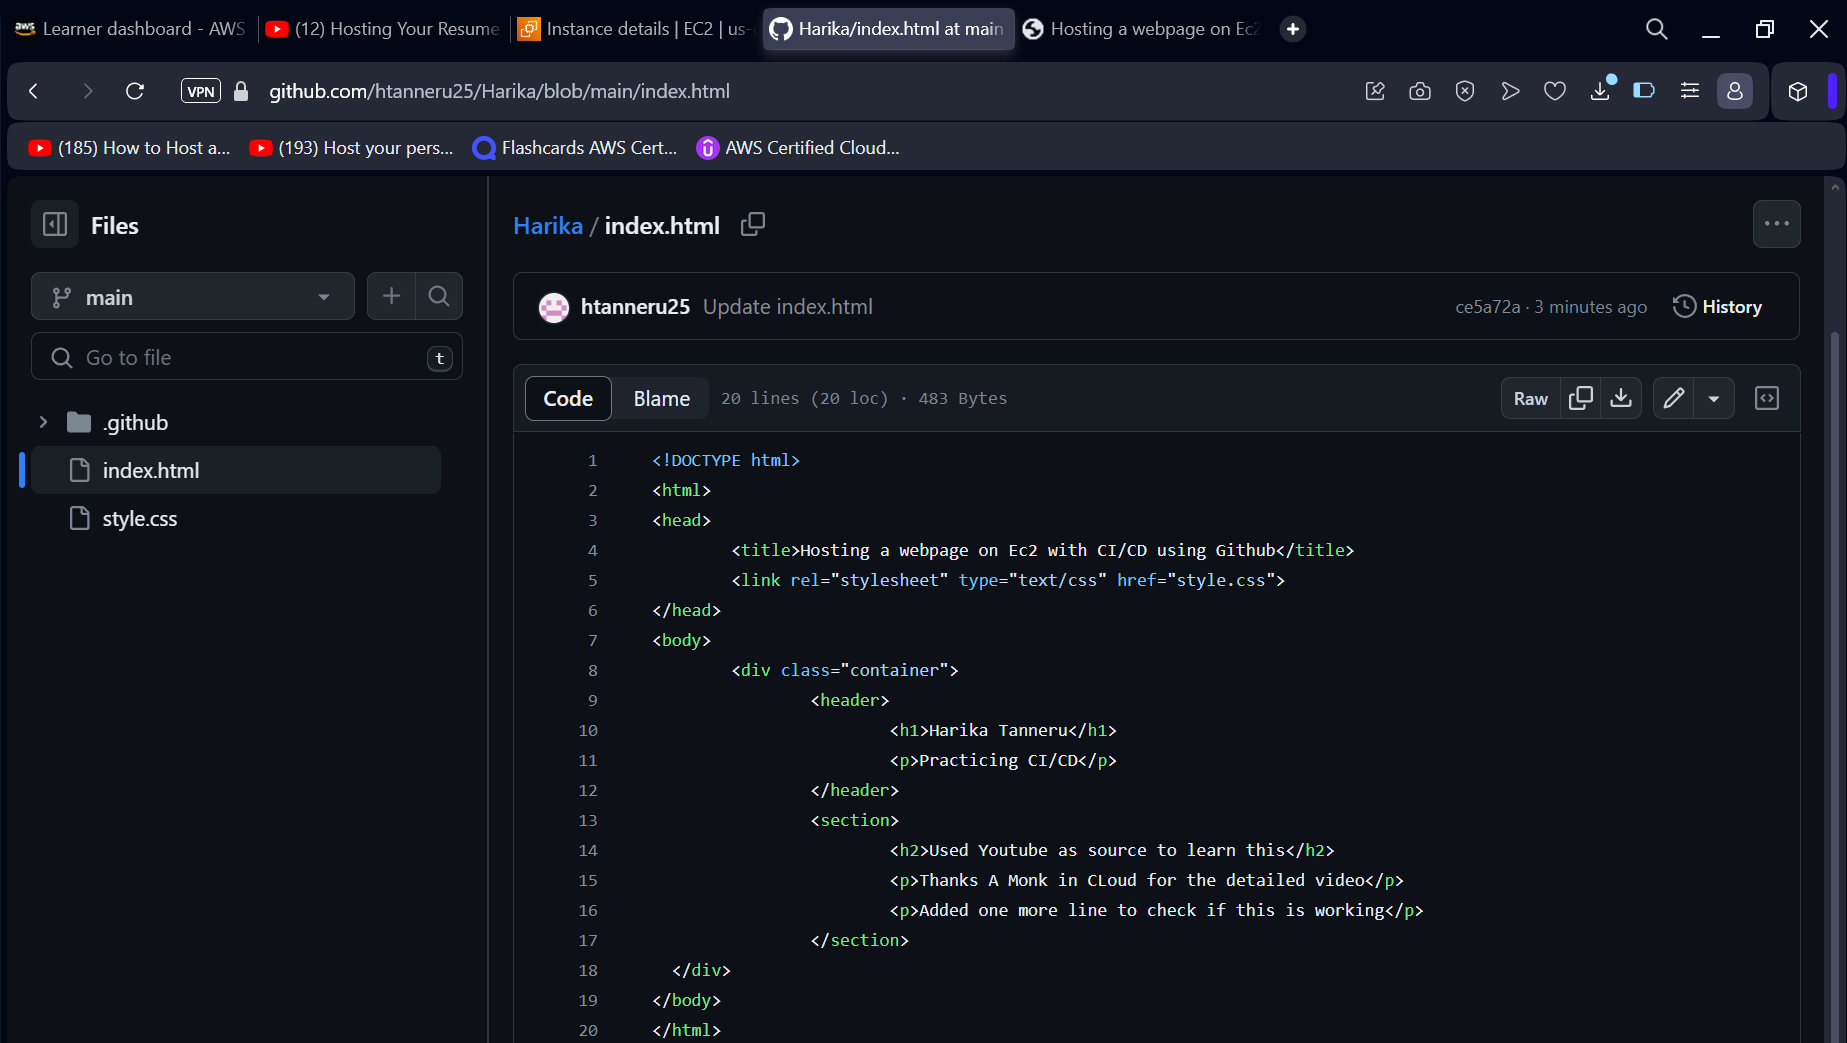 aws Learner dashboard - AWS
(12) Hosting Your Resume
Instance details | EC2 | us-
Harika/index.html at main
Hosting a webpage on Ec2
VPN github.com/htanneru25/Harika/blob/main/index.html
(185) How to Host a...
(193) Host your pers...
Flashcards AWS Cert...
AWS Certified Cloud...
Files
main
Go to file
t
.github
index.html
style.css
Harika / index.html
htanneru25 Update index.html
ce5a72a · 3 minutes ago
History
Code
Blame
20 lines (20 loc) · 483 Bytes
Raw
1 <!DOCTYPE html>
2 <html>
3 <head>
4 <title>Hosting a webpage on Ec2 with CI/CD using Github</title>
5 <link rel="stylesheet" type="text/css" href="style.css">
6 </head>
7 <body>
8 <div class="container">
9 <header>
10 <h1>Harika Tanneru</h1>
11 <p>Practicing CI/CD</p>
12 </header>
13 <section>
14 <h2>Used Youtube as source to learn this</h2>
15 <p>Thanks A Monk in CLoud for the detailed video</p>
16 <p>Added one more line to check if this is working</p>
17 </section>
18 </div>
19 </body>
20 </html>